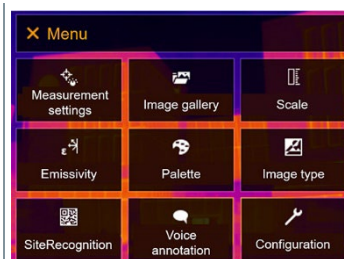 × Menu
Measurement
settings
Image gallery
Scale
ε
Emissivity
Palette
Image type
SiteRecognition
Voice
annotation
Configuration